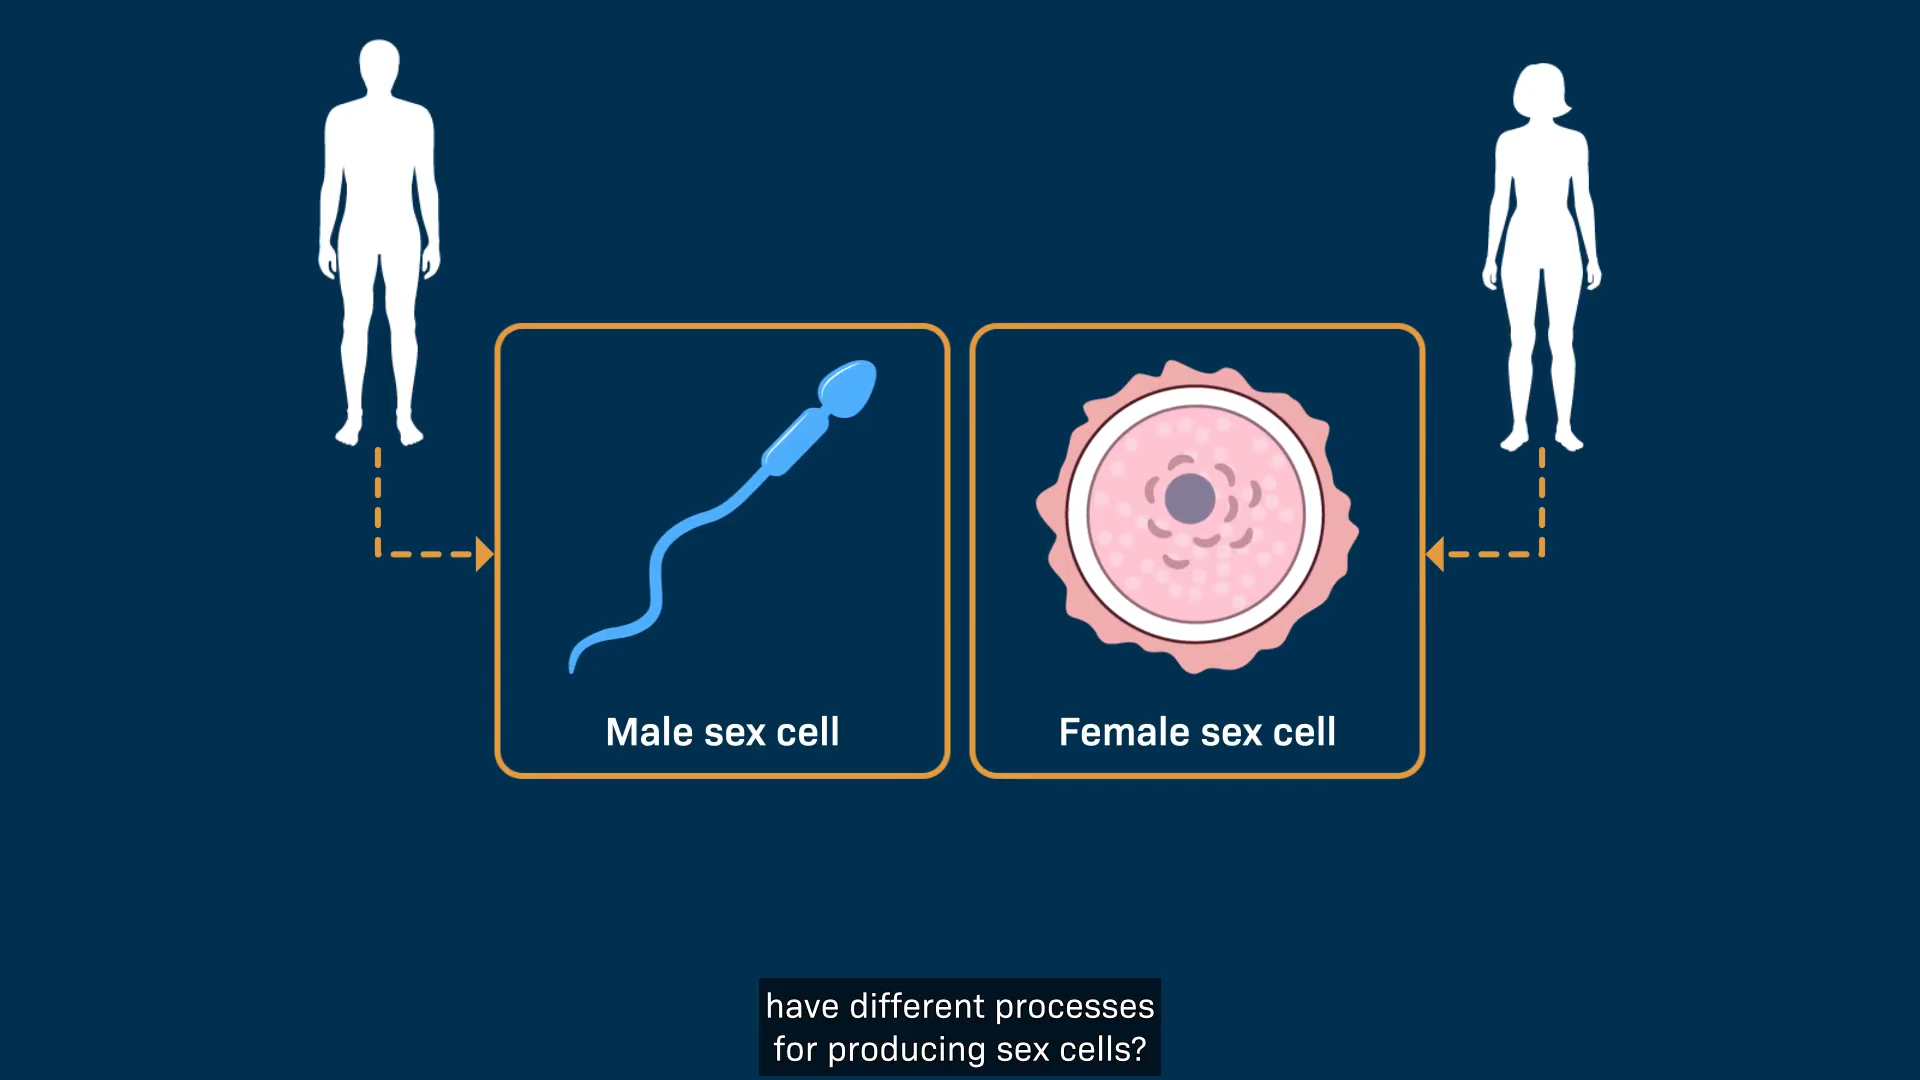 Male sex cell
Female sex cell
have different processes
for producing sex cells?